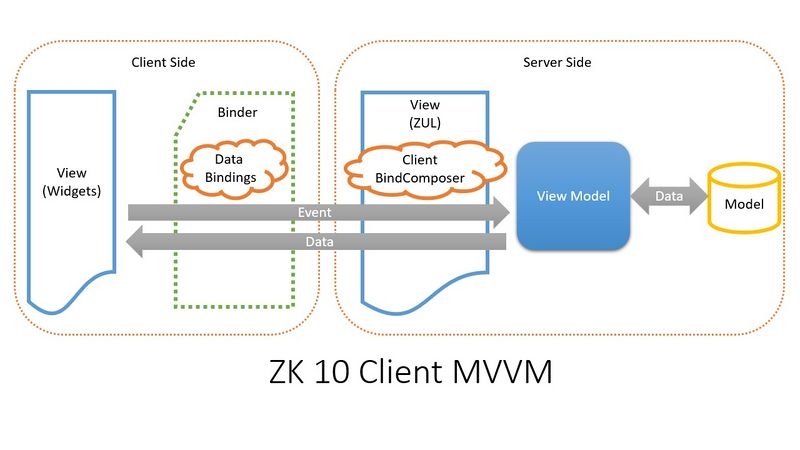 Client Side
Server Side
View
(Widgets)
Binder
Data
Bindings
View
(ZUL)
Client
BindComposer
View Model
Data
Model
Event
Data
ZK 10 Client MVVM